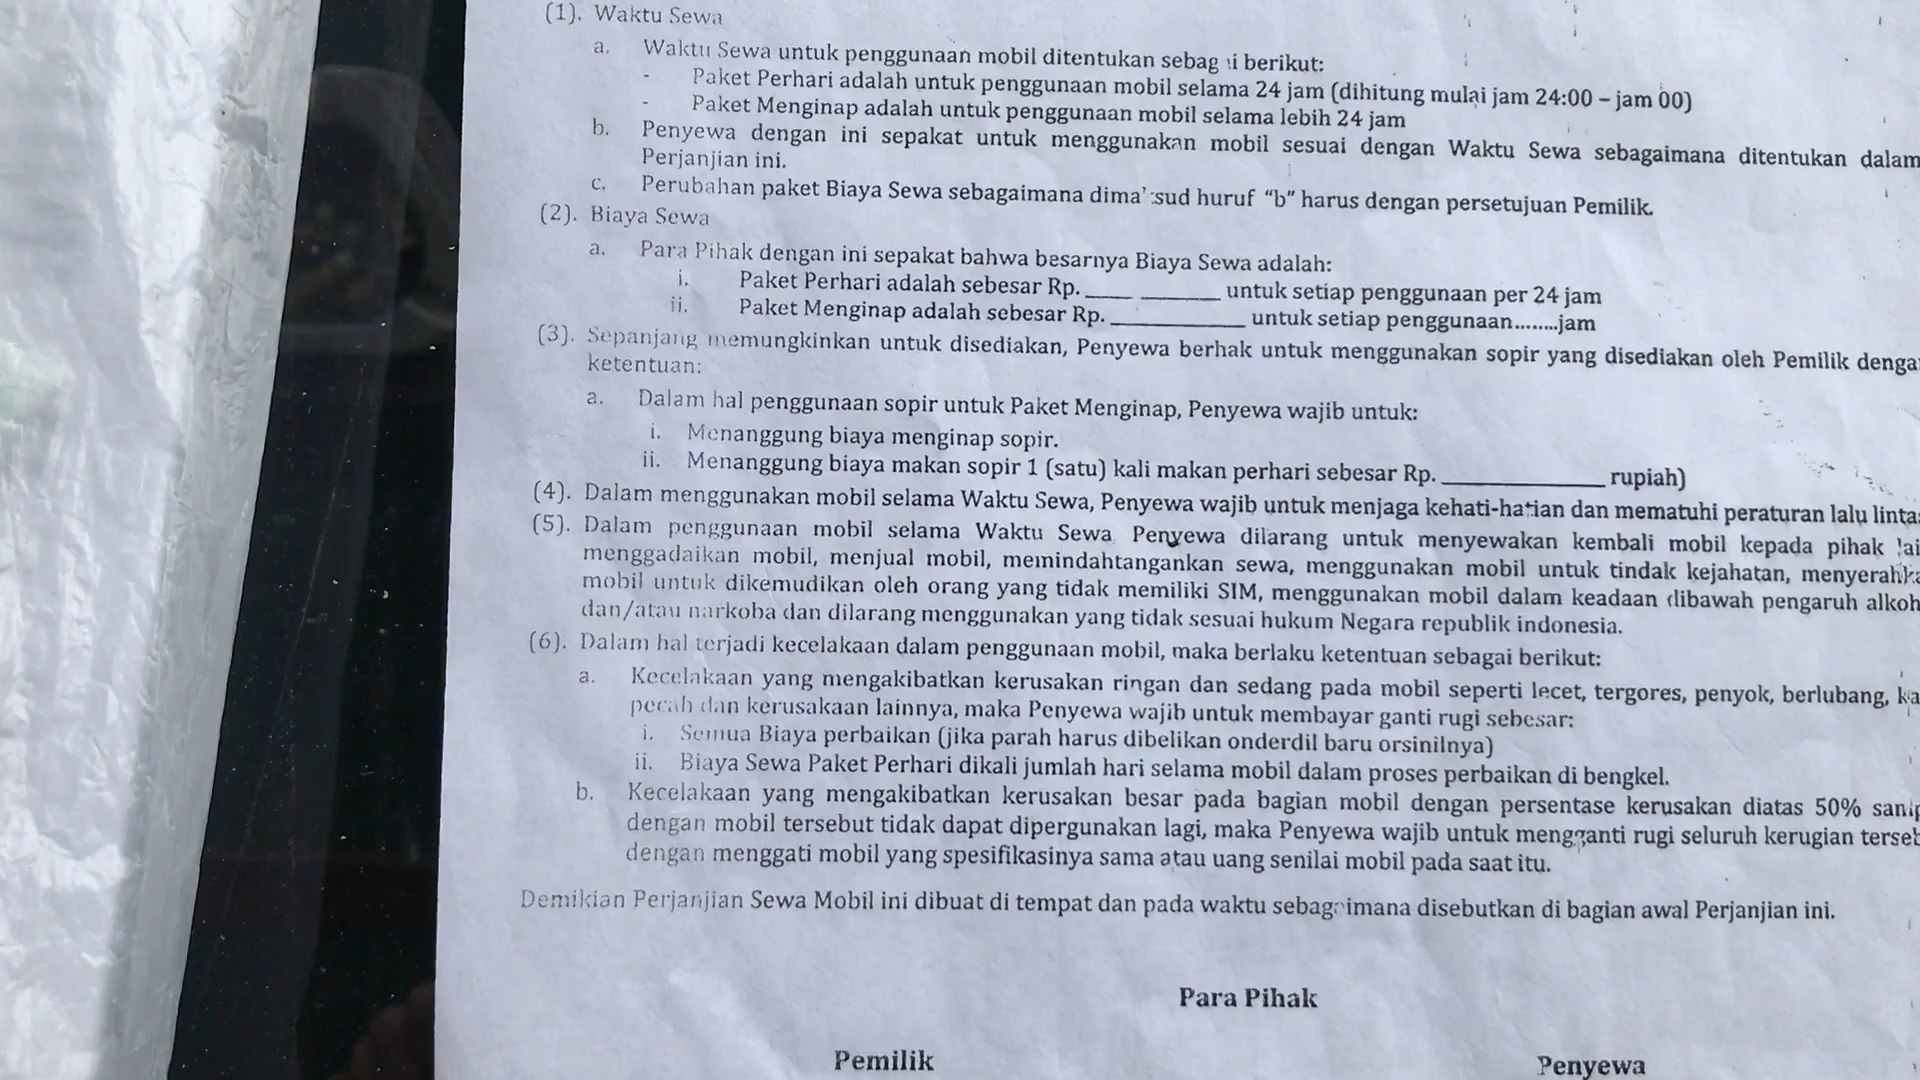 (1). Waktu Sewa
a. Waktu Sewa untuk penggunaan mobil ditentukan sebagai berikut:
- Paket Perhari adalah untuk penggunaan mobil selama 24 jam (dihitung mulai jam 24:00 – jam 00)
- Paket Menginap adalah untuk penggunaan mobil selama lebih 24 jam
b. Penyewa dengan ini sepakat untuk menggunakan mobil sesuai dengan Waktu Sewa sebagaimana ditentukan dalam
Perjanjian ini.
c. Perubahan paket Biaya Sewa sebagaimana dimaksud huruf “b” harus dengan persetujuan Pemilik.
(2). Biaya Sewa
a. Para Pihak dengan ini sepakat bahwa besarnya Biaya Sewa adalah:
i. Paket Perhari adalah sebesar Rp. ____ _______ untuk setiap penggunaan per 24 jam
ii. Paket Menginap adalah sebesar Rp. ____________ untuk setiap penggunaan........jam
(3). Sepanjang memungkinkan untuk disediakan, Penyewa berhak untuk menggunakan sopir yang disediakan oleh Pemilik
ketentuan:
a. Dalam hal penggunaan sopir untuk Paket Menginap, Penyewa wajib untuk:
i. Menanggung biaya menginap sopir.
ii. Menanggung biaya makan sopir 1 (satu) kali makan perhari sebesar Rp. ______________ rupiah)
(4). Dalam menggunakan mobil selama Waktu Sewa, Penyewa wajib untuk menjaga kehati-hatian dan mematuhi peraturan lalu
(5). Dalam penggunaan mobil selama Waktu Sewa Penyewa dilarang untuk menyewakan kembali mobil kepada pihak
menggadaikan mobil, menjual mobil, memindahtangankan sewa, menggunakan mobil untuk tindak kejahatan,
mobil untuk dikemudikan oleh orang yang tidak memiliki SIM, menggunakan mobil dalam keadaan dibawah pengaruh
dan/atau narkoba dan dilarang menggunakan yang tidak sesuai hukum Negara republik indonesia.
(6). Dalam hal terjadi kecelakaan dalam penggunaan mobil, maka berlaku ketentuan sebagai berikut:
a. Kecelakaan yang mengakibatkan kerusakan ringan dan sedang pada mobil seperti lecet, tergores, penyok, berlubang,
pecah dan kerusakaan lainnya, maka Penyewa wajib untuk membayar ganti rugi sebesar:
i. Semua Biaya perbaikan (jika parah harus dibelikan onderdil baru orsinilnya)
ii. Biaya Sewa Paket Perhari dikali jumlah hari selama mobil dalam proses perbaikan di bengkel.
b. Kecelakaan yang mengakibatkan kerusakan besar pada bagian mobil dengan persentase kerusakan diatas 50%
dengan mobil tersebut tidak dapat dipergunakan lagi, maka Penyewa wajib untuk mengganti rugi seluruh kerugian
dengan menggati mobil yang spesifikasinya sama atau uang senilai mobil pada saat itu.
Demikian Perjanjian Sewa Mobil ini dibuat di tempat dan pada waktu sebagaimana disebutkan di bagian awal Perjanjian ini.
Para Pihak
Pemilik Penyewa